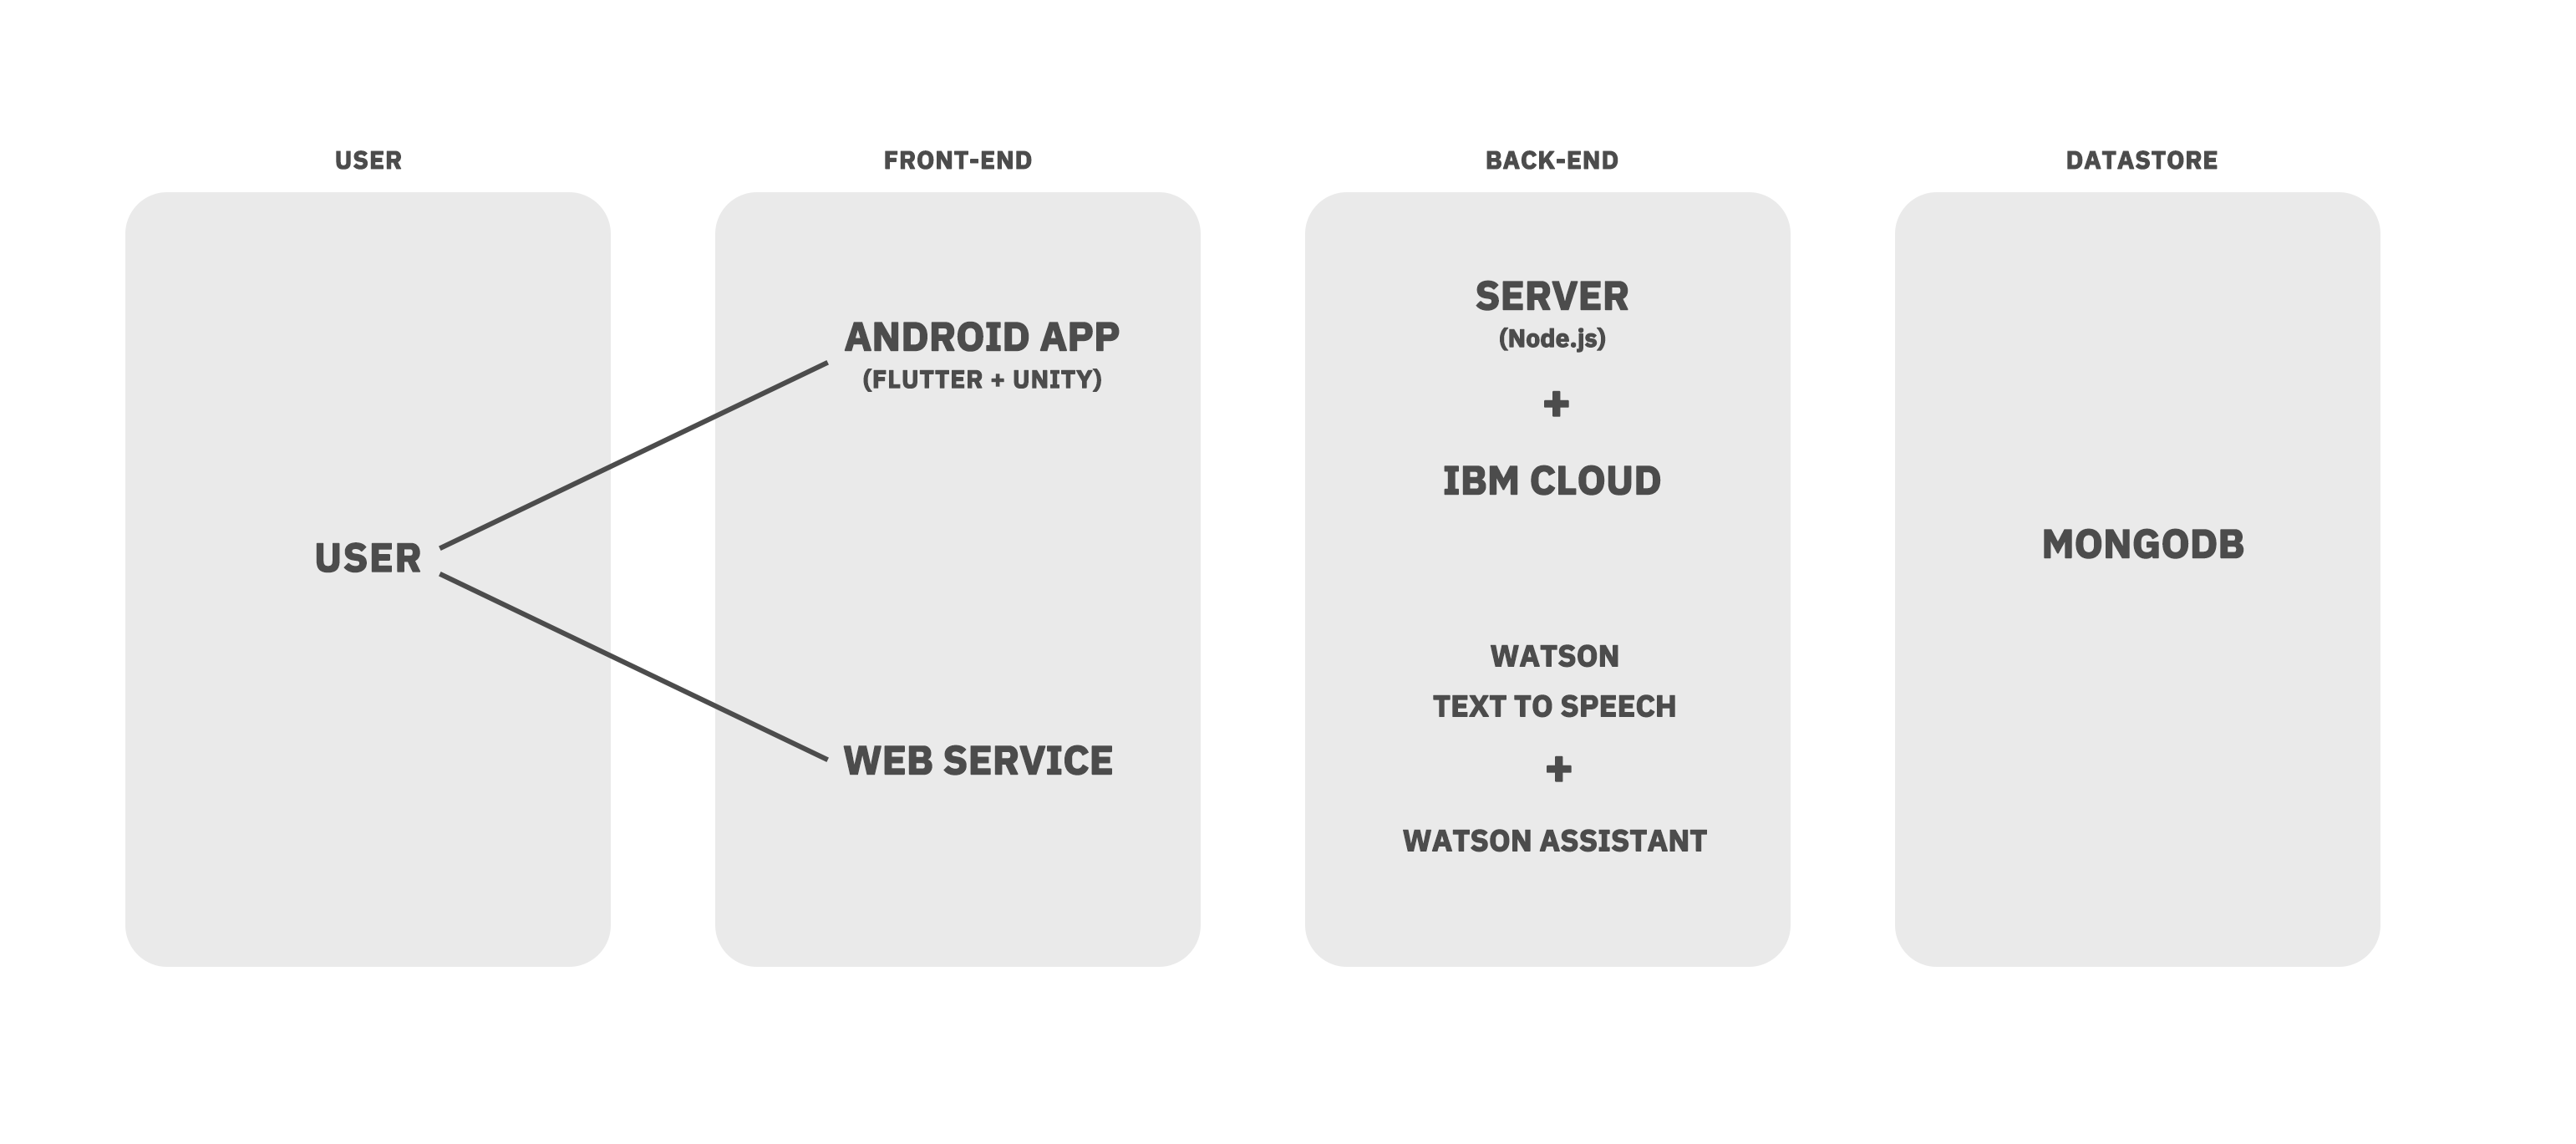 USER
FRONT-END
BACK-END
DATASTORE
USER
ANDROID APP
(FLUTTER + UNITY)
WEB SERVICE
SERVER
(Node.js)
+
IBM CLOUD
WATSON
TEXT TO SPEECH
+
WATSON ASSISTANT
MONGODB